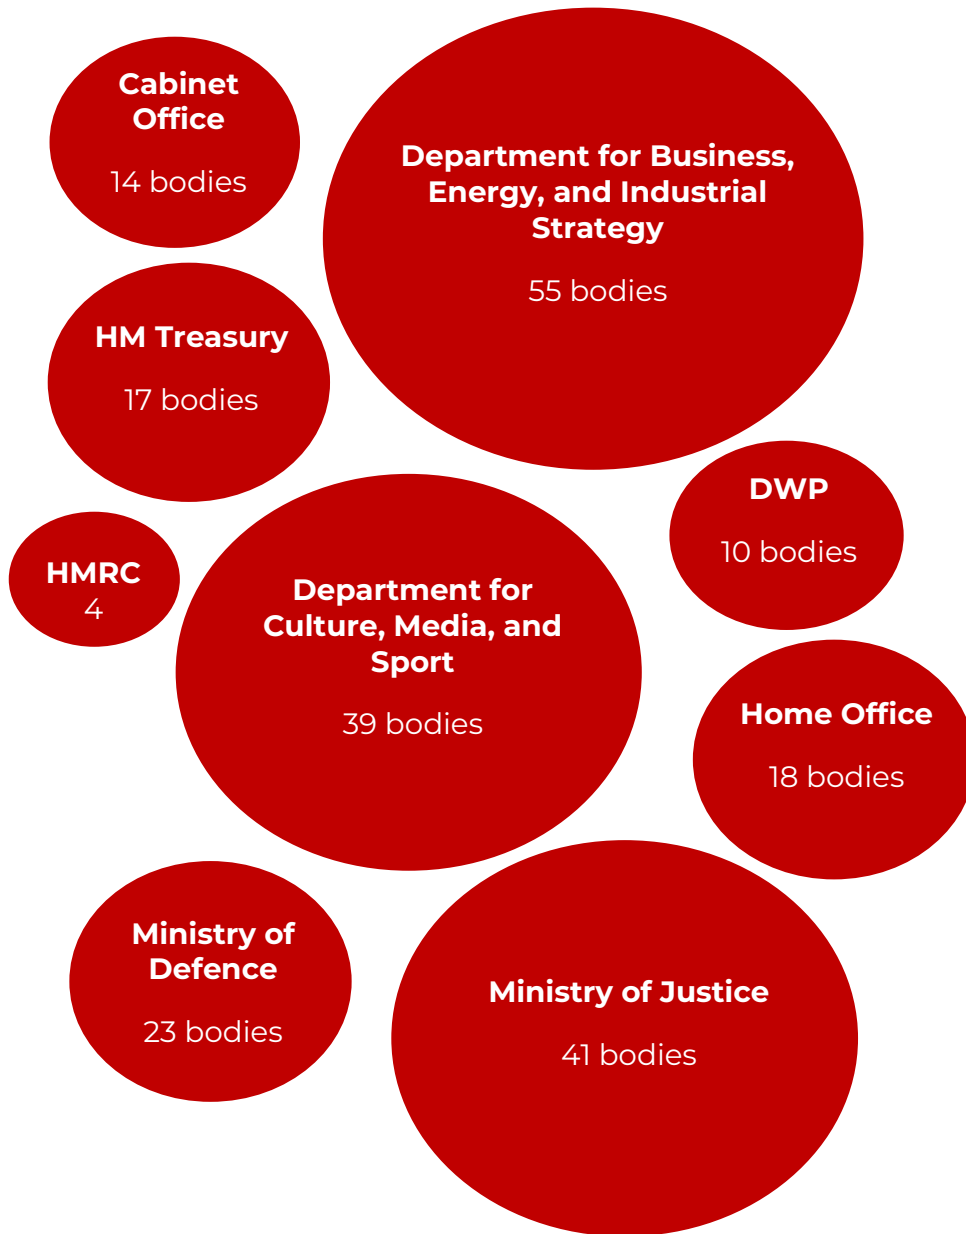 Cabinet
Office
14 bodies
Department for Business,
Energy, and Industrial
Strategy
55 bodies
HM Treasury
17 bodies
DWP
10 bodies
HMRC
4
Department for
Culture, Media, and
Sport
39 bodies
Home Office
18 bodies
Ministry of
Defence
23 bodies
Ministry of Justice
41 bodies